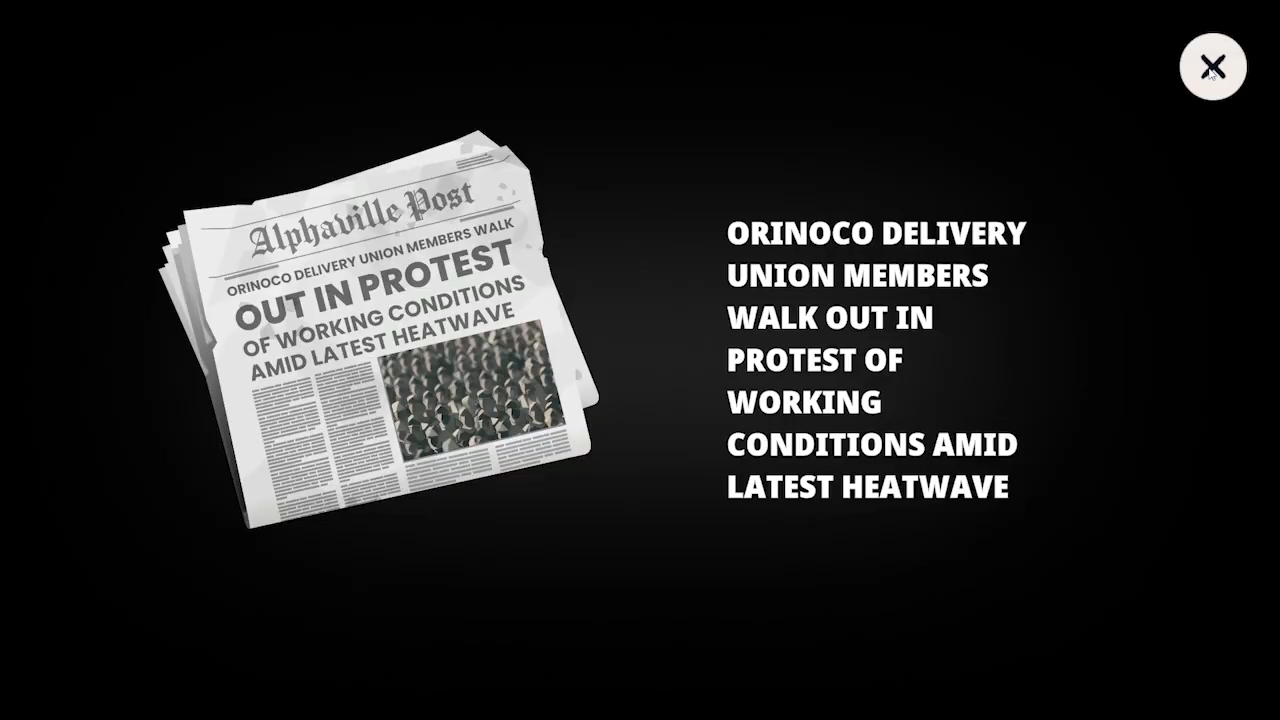 Alphaville Post
ORINOCO DELIVERY UNION MEMBERS WALK
OUT IN PROTEST
OF WORKING CONDITIONS
AMID LATEST HEATWAVE
ORINOCO DELIVERY
UNION MEMBERS
WALK OUT IN
PROTEST OF
WORKING
CONDITIONS AMID
LATEST HEATWAVE